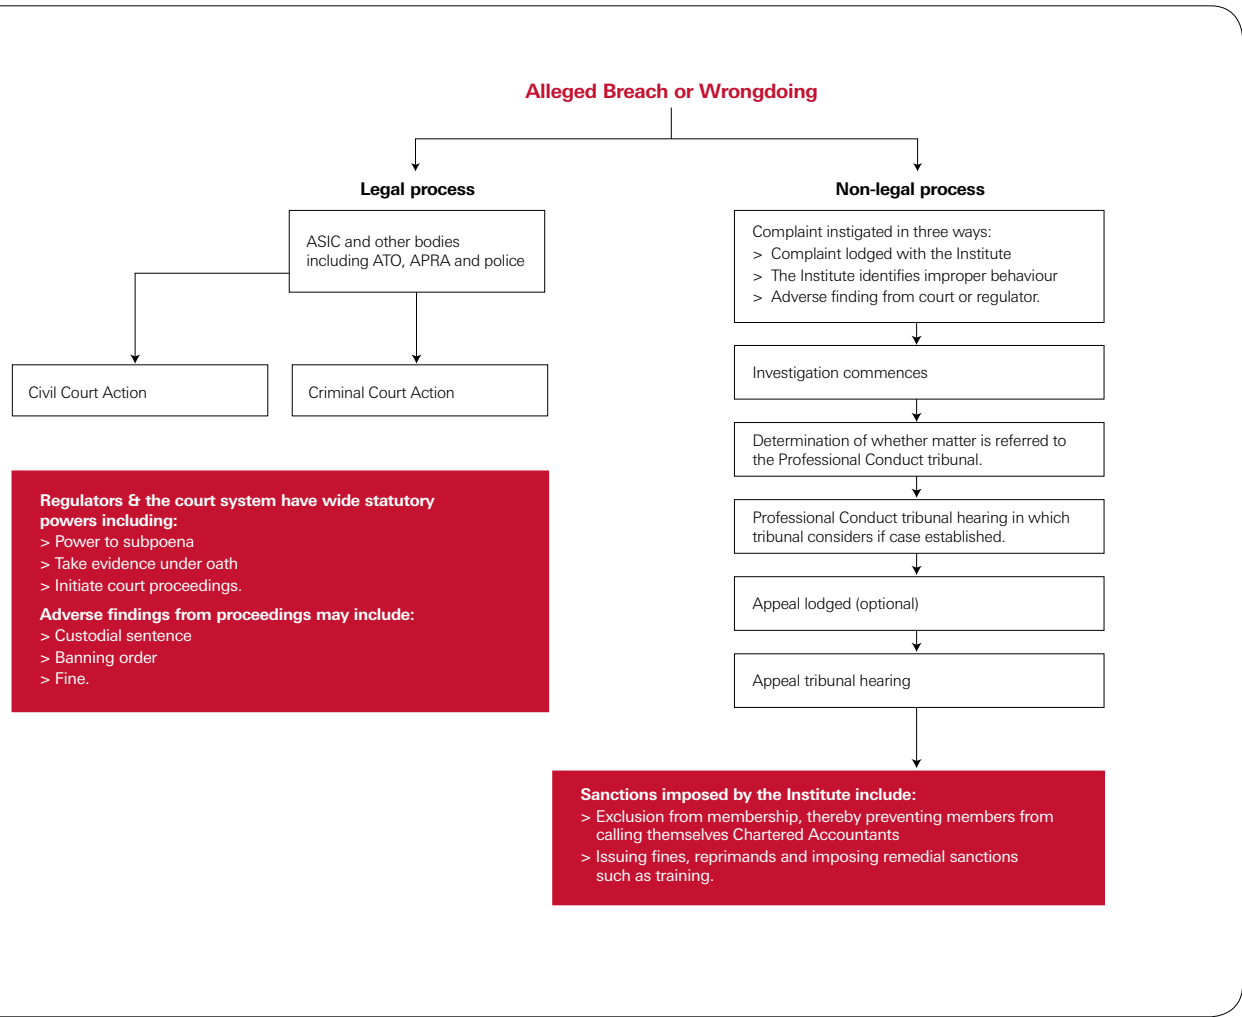 Alleged Breach or Wrongdoing
Legal process
ASIC and other bodies
including ATO, APRA and police
Civil Court Action
Criminal Court Action
Regulators & the court system have wide statutory
powers including:
> Power to subpoena
> Take evidence under oath
> Initiate court proceedings.
Adverse findings from proceedings may include:
> Custodial sentence
> Banning order
> Fine.
Non-legal process
Complaint instigated in three ways:
> Complaint lodged with the Institute
> The Institute identifies improper behaviour
> Adverse finding from court or regulator.
Investigation commences
Determination of whether matter is referred to
the Professional Conduct tribunal.
Professional Conduct tribunal hearing in which
tribunal considers if case established.
Appeal lodged (optional)
Appeal tribunal hearing
Sanctions imposed by the Institute include:
> Exclusion from membership, thereby preventing members from
calling themselves Chartered Accountants
> Issuing fines, reprimands and imposing remedial sanctions
such as training.